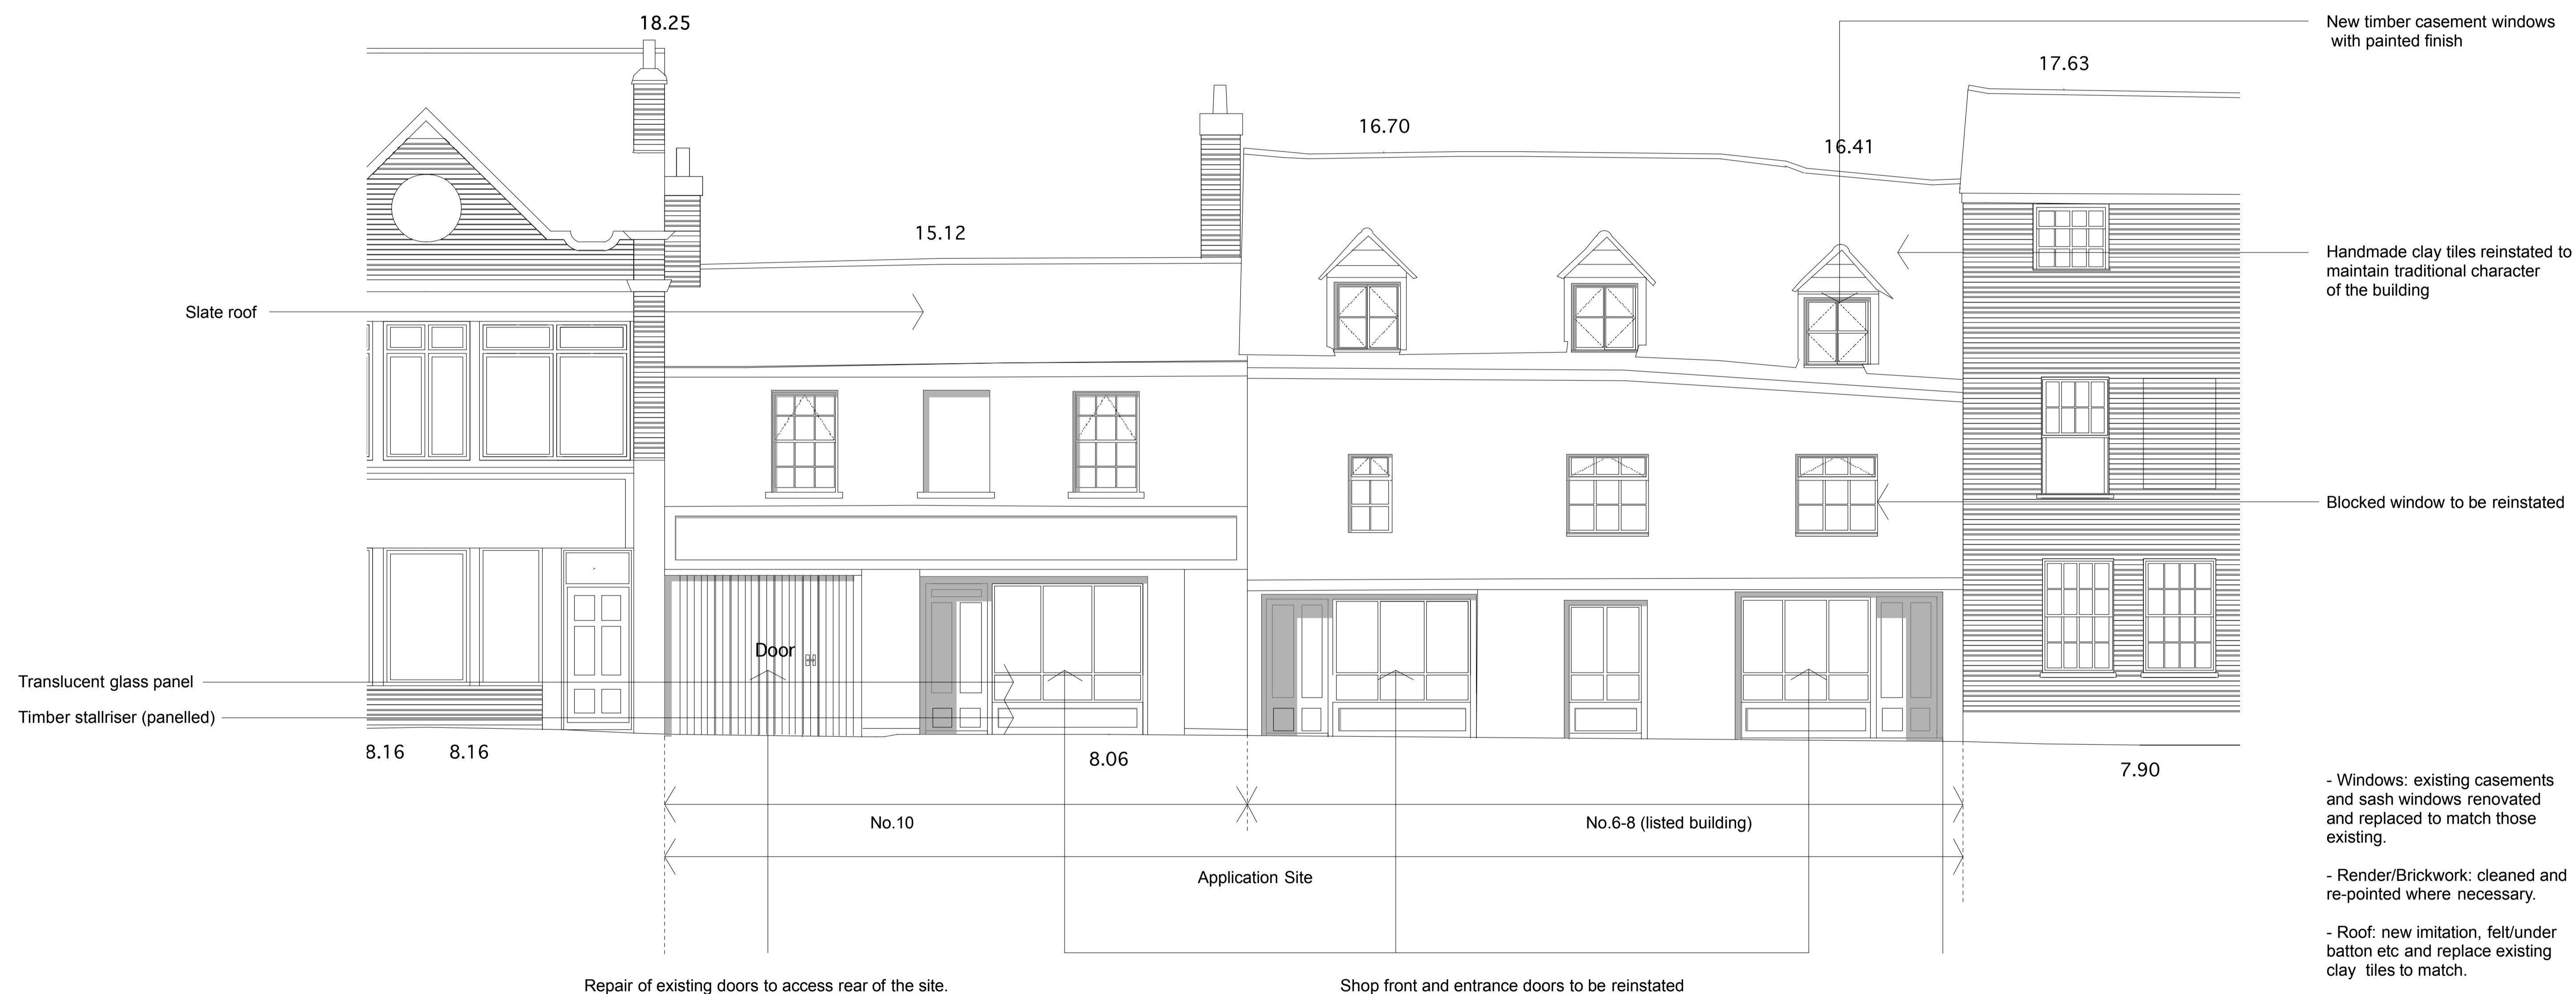 18.25
New timber casement windows
with painted finish
17.63
16.70
16.41
15.12
Handmade clay tiles reinstated to
maintain traditional character
of the building
Slate roof
Blocked window to be reinstated
Door
Translucent glass panel
Timber stallriser (panelled)
8.16
8.16
8.06
7.90
No.10
No.6-8 (listed building)
Application Site
- Windows: existing casements
and sash windows renovated
and replaced to match those
existing.
- Render/Brickwork: cleaned and
re-pointed where necessary.
- Roof: new imitation, felt/under
batton etc and replace existing
clay tiles to match.
Repair of existing doors to access rear of the site.
Shop front and entrance doors to be reinstated